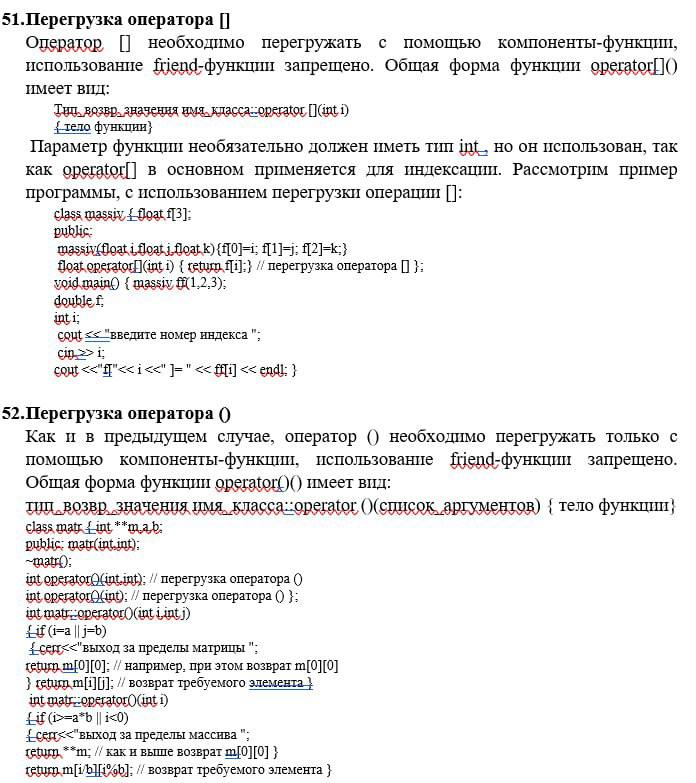 51.Перегрузка оператора []
Оператор [] необходимо перегружать с помощью компоненты-функции,
использование friend-функции запрещено. Общая форма функции operator[]()
имеет вид:
Тип_возвр_значения имя_класса::operator [](int i)
{ тело функции}
Параметр функции необязательно должен иметь тип int , но он использован, так
как operator[] в основном применяется для индексации. Рассмотрим пример
программы, с использованием перегрузки операции []:
class massiv { float f[3];
public:
massiv(float i,float j,float k){f[0]=i; f[1]=j; f[2]=k;}
float operator[](int i) { return f[i];} // перегрузка оператора [] };
void main() { massiv ff(1,2,3);
double f;
int i;
cout << "введите номер индекса ";
cin >> i;
cout <<"f["<< i <<" ]= " << ff[i] << endl; }
52.Перегрузка оператора ()
Как и в предыдущем случае, оператор () необходимо перегружать только с
помощью компоненты-функции, использование friend-функции запрещено.
Общая форма функции operator()() имеет вид:
тип_возвр_значения имя_класса::operator ()(список_аргументов) { тело функции}
class matr { int **m,a,b;
public: matr(int,int);
~matr();
int operator()(int,int); // перегрузка оператора ()
int operator()(int); // перегрузка оператора () };
int matr::operator()(int i,int j)
{ if (i=a || j=b)
{ cerr<<"выход за пределы матрицы ";
return m[0][0]; // например, при этом возврат m[0][0]
} return m[i][j]; // возврат требуемого элемента }
int matr::operator()(int i)
{ if (i>=a*b || i<0)
{ cerr<<"выход за пределы массива ";
return **m; // как и выше возврат m[0][0] }
return m[i/b][i%b]; // возврат требуемого элемента }